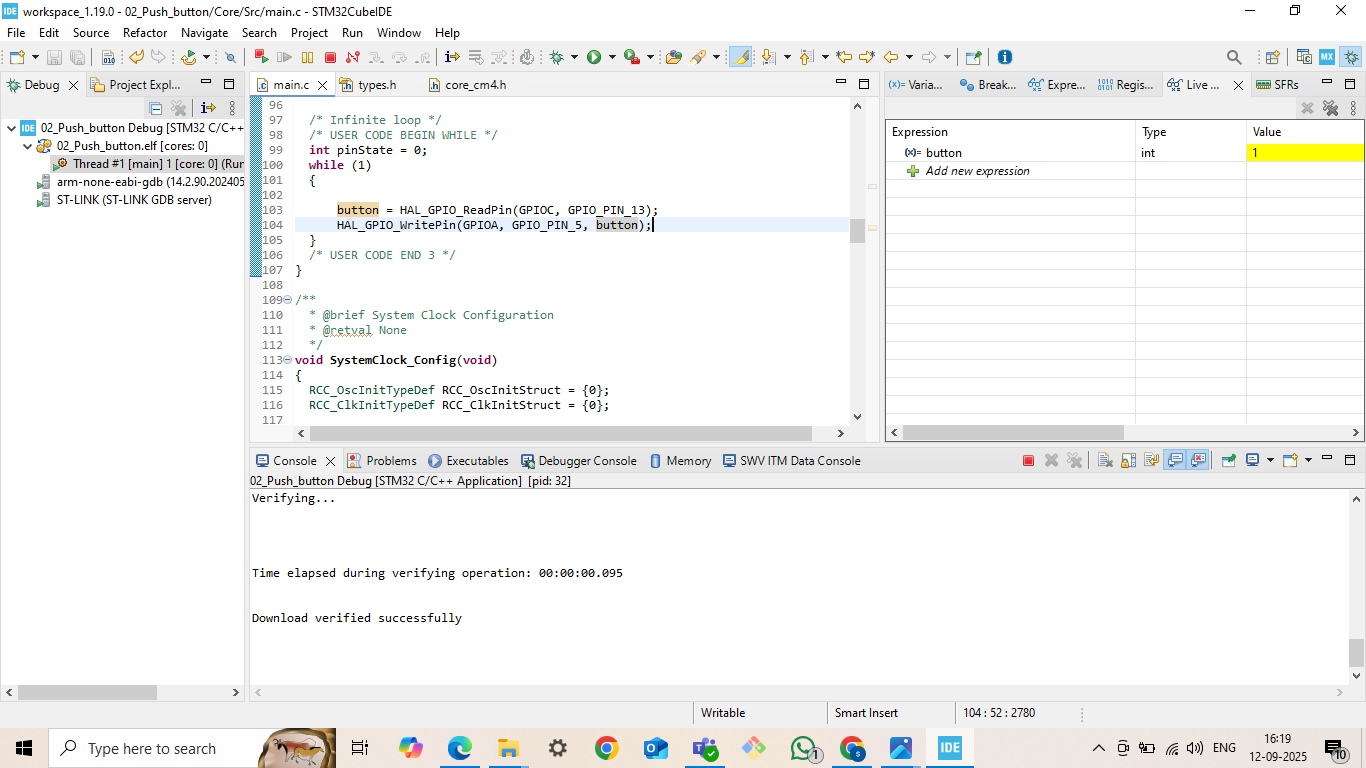 workspace_1.19.0 - 02_Push_button/Core/Src/main.c - STM32CubeIDE
File Edit Source Refactor Navigate Search Project Run Window Help
Debug Project Expl...
02_Push_button Debug [STM32 C/C++
02_Push_button.elf [cores: 0]
Thread #1 [main] 1 [core: 0] (Run
arm-none-eabi-gdb (14.2.90.202405
ST-LINK (ST-LINK GDB server)
main.c types.h core_cm4.h
96
97 /* Infinite loop */
98 /* USER CODE BEGIN WHILE */
99 int pinState = 0;
100 while (1)
101 {
102
103 button = HAL_GPIO_ReadPin(GPIOC, GPIO_PIN_13);
104 HAL_GPIO_WritePin(GPIOA, GPIO_PIN_5, button);
105 }
106 /* USER CODE END 3 */
107 }
108
109 /**
110 * @brief System Clock Configuration
111 * @retval None
112 */
113 void SystemClock_Config(void)
114 {
115 RCC_OscInitTypeDef RCC_OscInitStruct = {0};
116 RCC_ClkInitTypeDef RCC_ClkInitStruct = {0};
117
(x)= Varia... Break... Expre... Regis... Live ... SFRs
Expression Type Value
(x)= button int 1
Add new expression
Console Problems Executables Debugger Console Memory SWV ITM Data Console
02_Push_button Debug [STM32 C/C++ Application] [pid: 32]
Verifying...
Time elapsed during verifying operation: 00:00:00.095
Download verified successfully
Writable Smart Insert 104 : 52 : 2780
Type here to search
IDE
1
ENG
16:19
12-09-2025
10